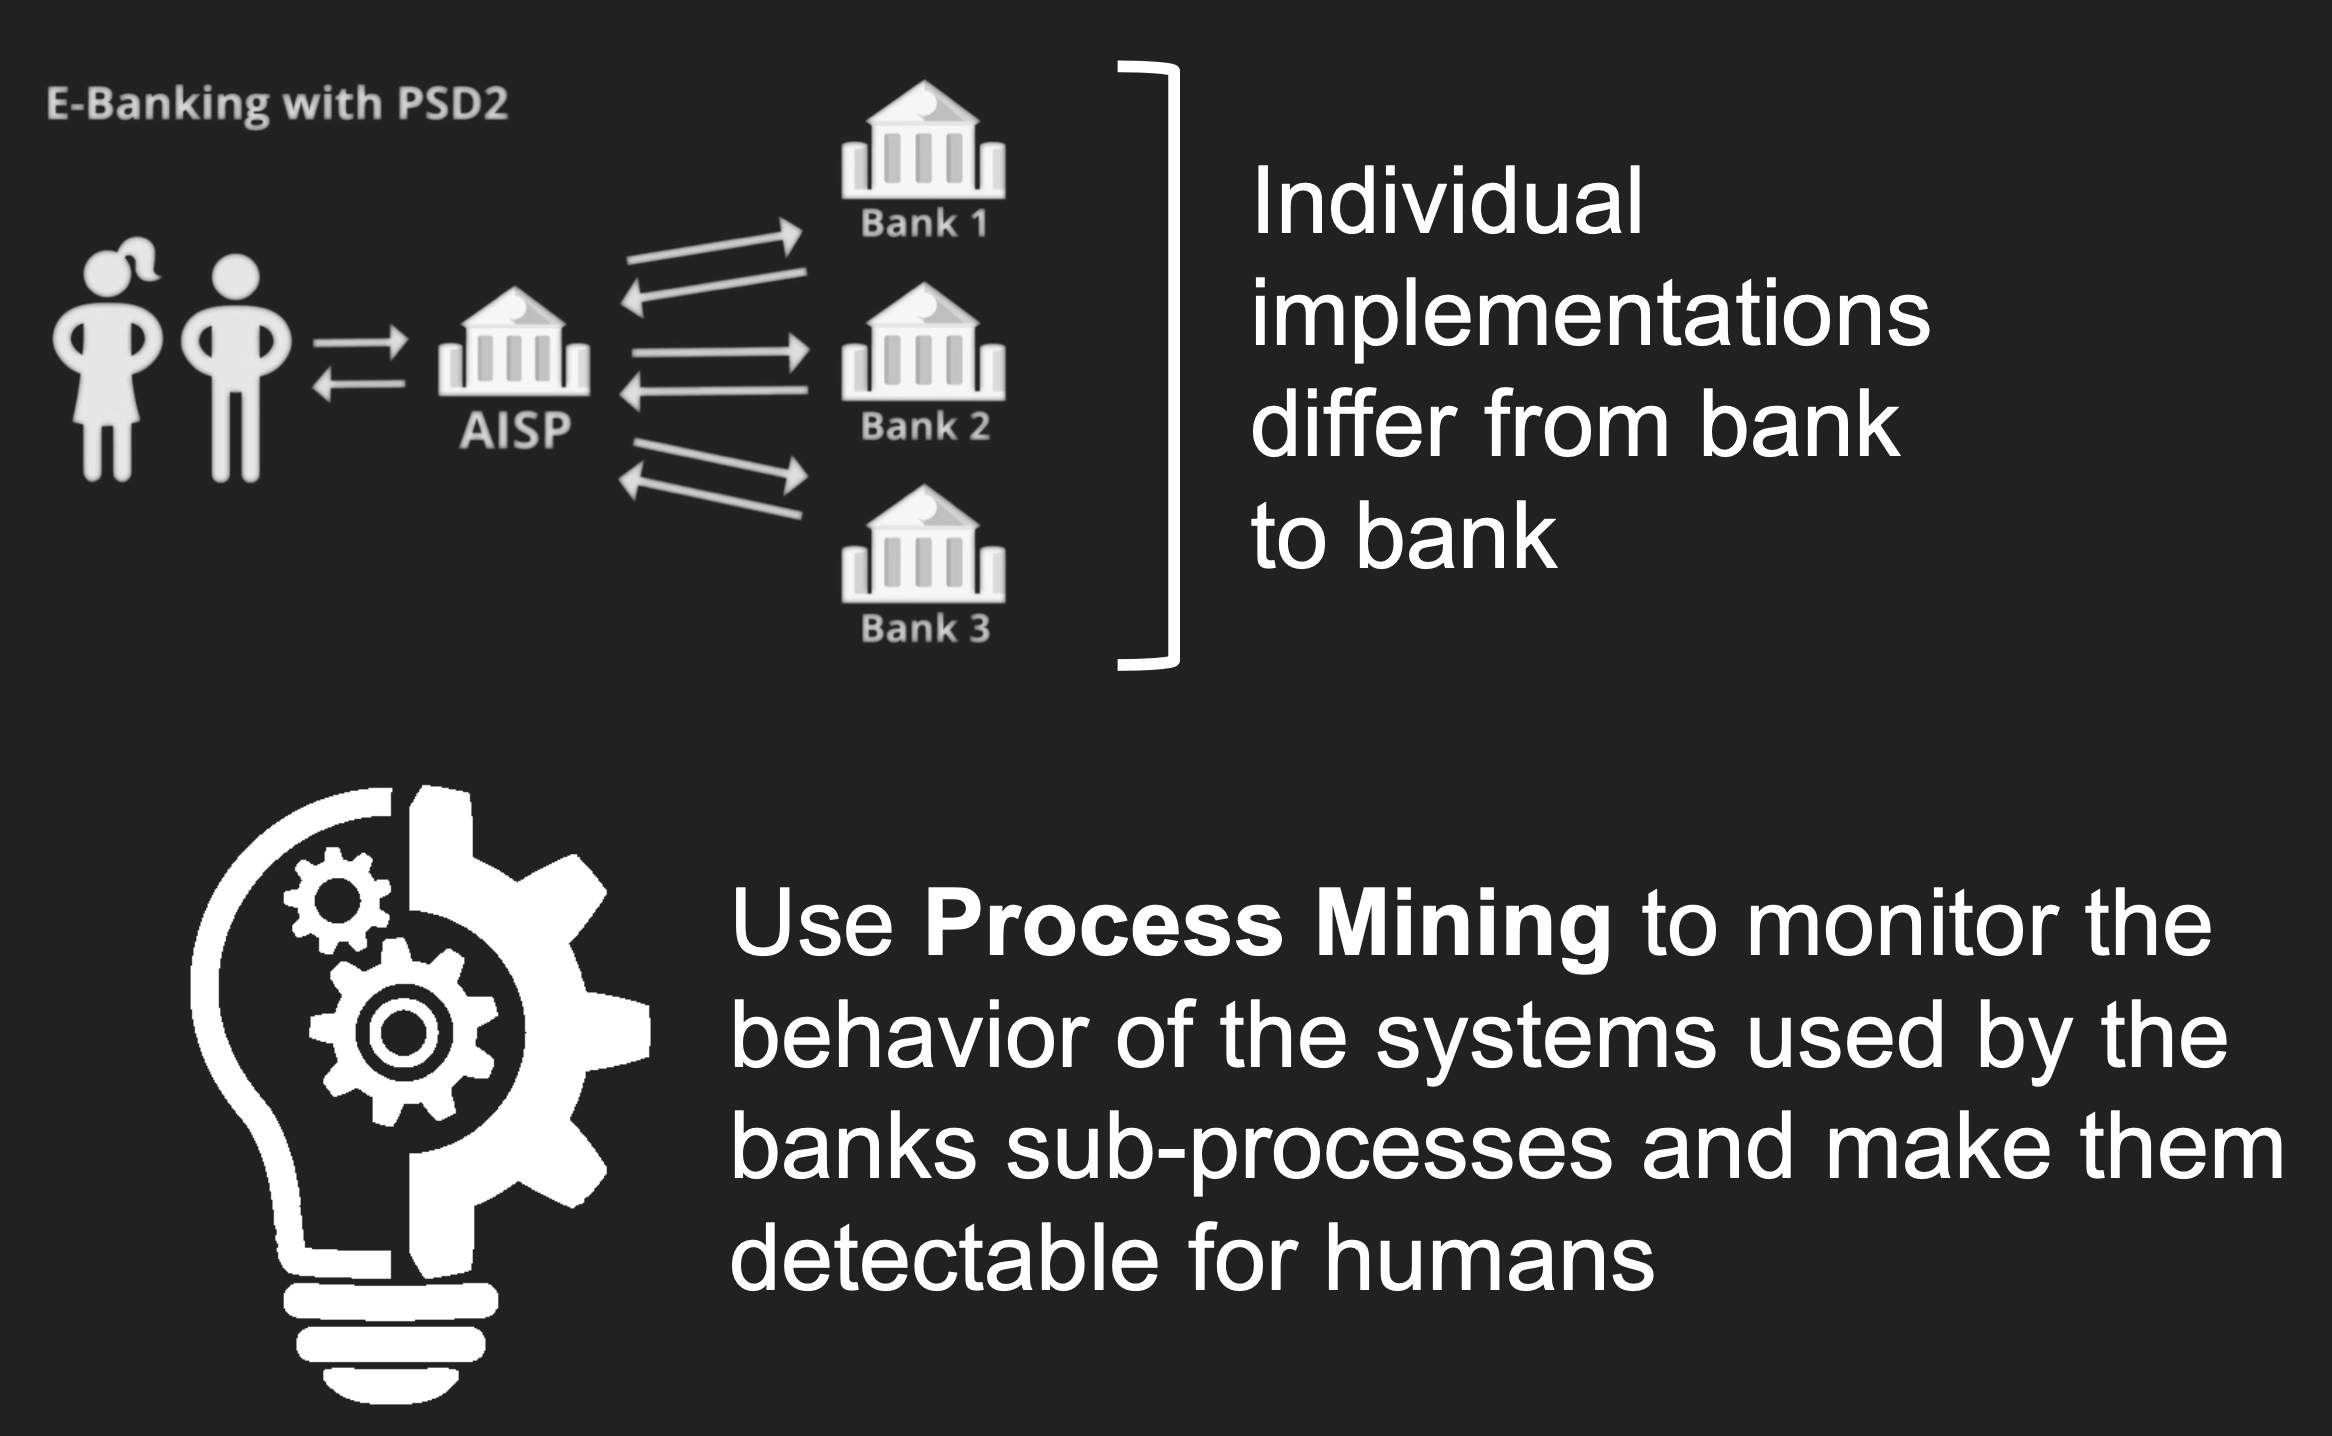 E-Banking with PSD2
Bank 1
AISP
Bank 2
Bank 3
Individual
implementations
differ from bank
to bank
Use Process Mining to monitor the
behavior of the systems used by the
banks sub-processes and make them
detectable for humans